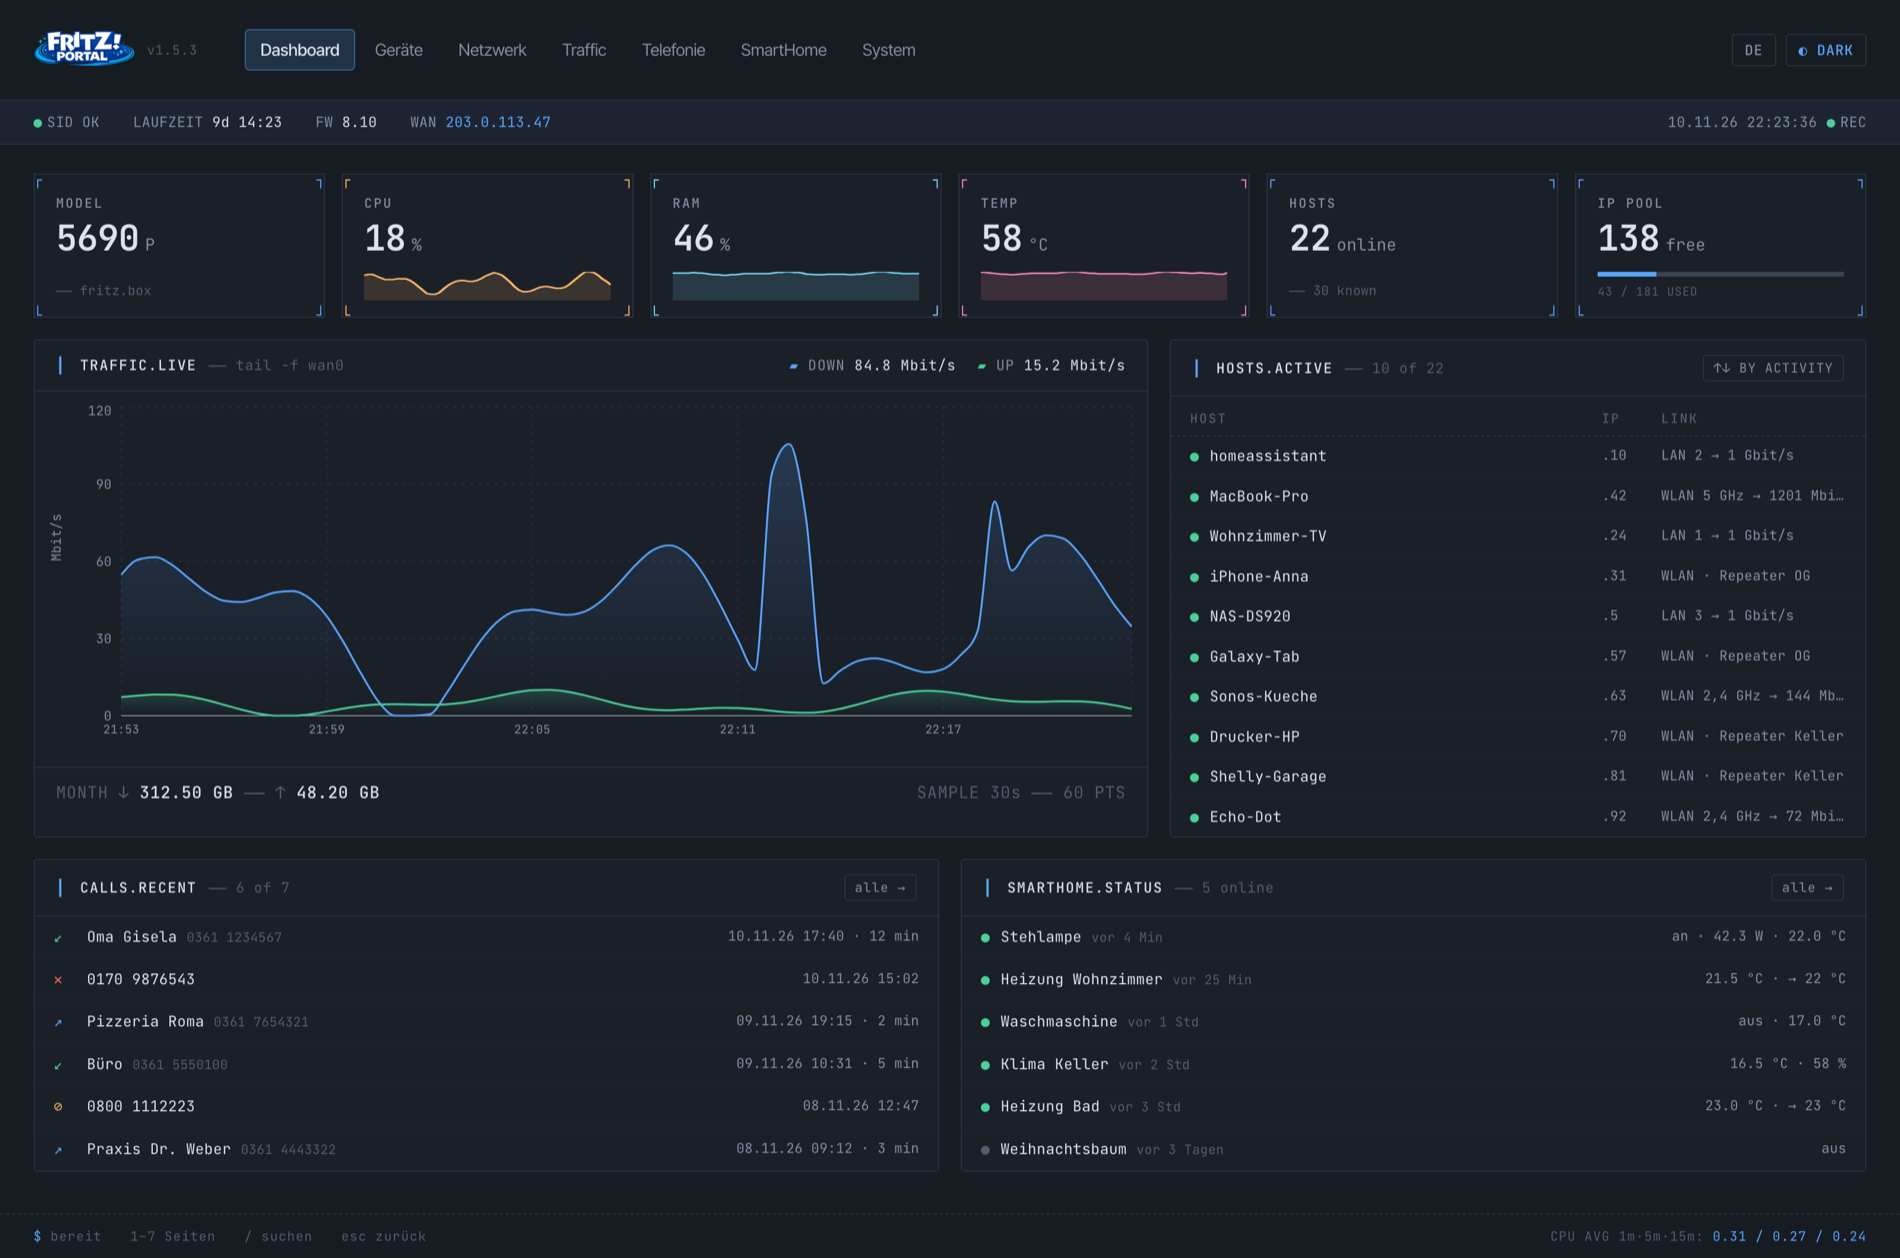 FRITZ! PORTAL v1.5.3 Dashboard Geräte Netzwerk Traffic Telefonie SmartHome System DE ◐ DARK
SID OK LAUFZEIT 9d 14:23 FW 8.10 WAN 203.0.113.47 10.11.26 22:23:36 REC
MODEL
5690 P
— fritz.box
CPU
18 %
RAM
46 %
TEMP
58 °C
HOSTS
22 online
— 30 known
IP POOL
138 free
43 / 181 USED
TRAFFIC.LIVE — tail -f wan0 DOWN 84.8 Mbit/s UP 15.2 Mbit/s
Mbit/s
120
90
60
30
0
21:53 21:59 22:05 22:11 22:17
MONTH ↓ 312.50 GB — ↑ 48.20 GB SAMPLE 30s — 60 PTS
HOSTS.ACTIVE — 10 of 22 ↑↓ BY ACTIVITY
HOST IP LINK
homeassistant .10 LAN 2 → 1 Gbit/s
MacBook-Pro .42 WLAN 5 GHz → 1201 Mbi…
Wohnzimmer-TV .24 LAN 1 → 1 Gbit/s
iPhone-Anna .31 WLAN · Repeater OG
NAS-DS920 .5 LAN 3 → 1 Gbit/s
Galaxy-Tab .57 WLAN · Repeater OG
Sonos-Kueche .63 WLAN 2,4 GHz → 144 Mb…
Drucker-HP .70 WLAN · Repeater Keller
Shelly-Garage .81 WLAN · Repeater Keller
Echo-Dot .92 WLAN 2,4 GHz → 72 Mbi…
CALLS.RECENT — 6 of 7 alle →
↙ Oma Gisela 0361 1234567 10.11.26 17:40 · 12 min
✕ 0170 9876543 10.11.26 15:02
↗ Pizzeria Roma 0361 7654321 09.11.26 19:15 · 2 min
↙ Büro 0361 5550100 09.11.26 10:31 · 5 min
⊘ 0800 1112223 08.11.26 12:47
↗ Praxis Dr. Weber 0361 4443322 08.11.26 09:12 · 3 min
SMARTHOME.STATUS — 5 online alle →
Stehlampe vor 4 Min an · 42.3 W · 22.0 °C
Heizung Wohnzimmer vor 25 Min 21.5 °C · → 22 °C
Waschmaschine vor 1 Std aus · 17.0 °C
Klima Keller vor 2 Std 16.5 °C · 58 %
Heizung Bad vor 3 Std 23.0 °C · → 23 °C
Weihnachtsbaum vor 3 Tagen aus
$ bereit 1–7 Seiten / suchen esc zurück CPU AVG 1m·5m·15m: 0.31 / 0.27 / 0.24